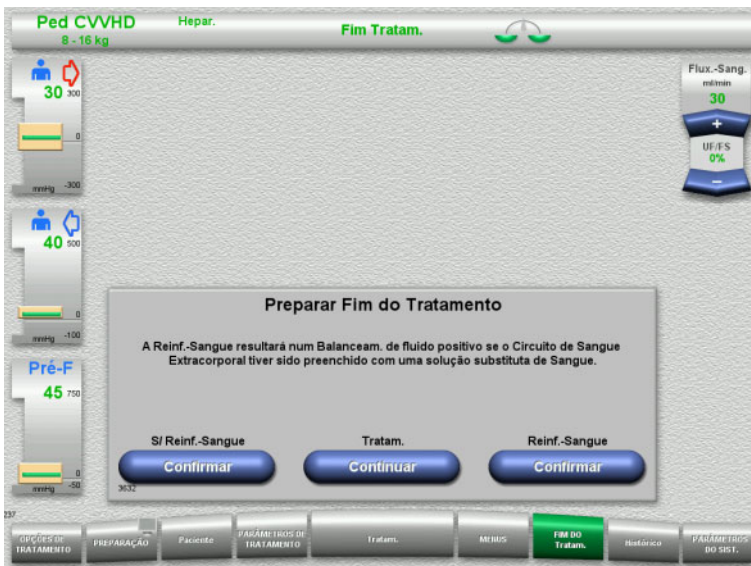 Ped CVVHD
8 - 16 kg
Hepar.
Fim Tratam.
30
300
0
mmHg
-300
40
500
0
mmHg
-100
Pré-F
45
750
0
mmHg
-50
Flux.-Sang.
ml/min
30
+
UF/FS
0%
−
Preparar Fim do Tratamento
A Reinf.-Sangue resultará num Balanceam. de fluido positivo se o Circuito de Sangue
Extracorporal tiver sido preenchido com uma solução substituta de Sangue.
S/ Reinf.-Sangue
Tratam.
Reinf.-Sangue
Confirmar
Continuar
Confirmar
3632
237
OPÇÕES DE
TRATAMENTO
PREPARAÇÃO
Paciente
PARÂMETROS DE
TRATAMENTO
Tratam.
MENUS
FIM DO
Tratam.
Histórico
PARÂMETROS
DO SIST.